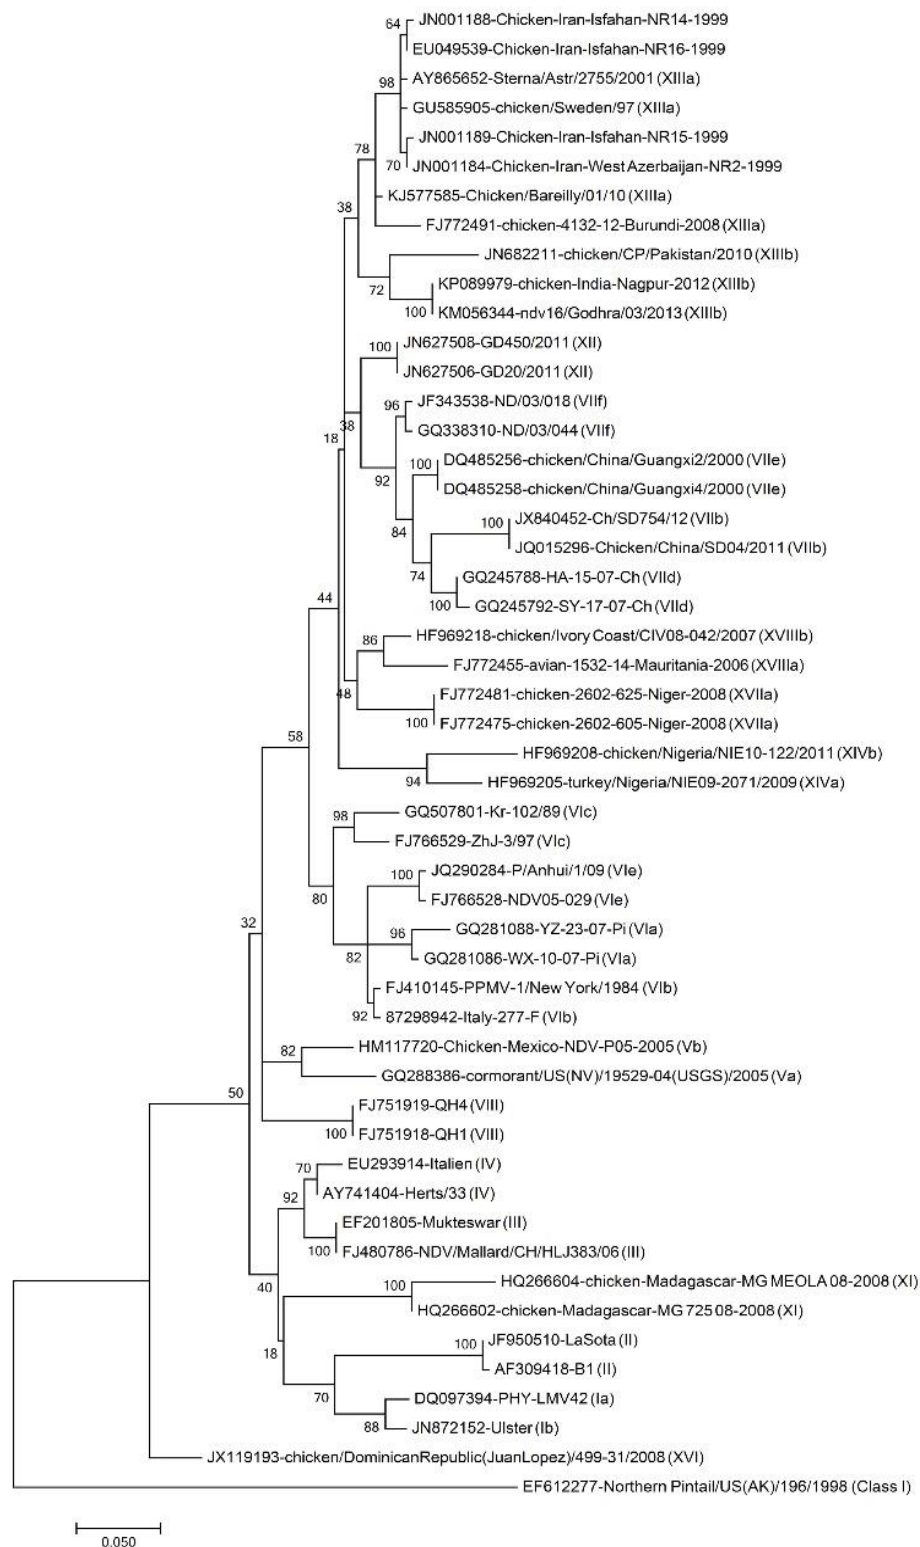 64
JN001188-Chicken-Iran-Isfahan-NR14-1999
EU049539-Chicken-Iran-Isfahan-NR16-1999
98
AY865652-Sterna/Astr/2755/2001 (XIIIa)
GU585905-chicken/Sweden/97 (XIIIa)
JN001189-Chicken-Iran-Isfahan-NR15-1999
78
70
JN001184-Chicken-Iran-West Azerbaijan-NR2-1999
KJ577585-Chicken/Bareilly/01/10 (XIIIa)
38
FJ772491-chicken-4132-12-Burundi-2008 (XIIIa)
JN682211-chicken/CP/Pakistan/2010 (XIIIb)
72
KP089979-chicken-India-Nagpur-2012 (XIIIb)
100
KM056344-ndv16/Godhra/03/2013 (XIIIb)
100
JN627508-GD450/2011 (XII)
JN627506-GD20/2011 (XII)
96
JF343538-ND/03/018 (VIIf)
38
GQ338310-ND/03/044 (VIIf)
18
100
DQ485256-chicken/China/Guangxi2/2000 (VIIe)
92
DQ485258-chicken/China/Guangxi4/2000 (VIIe)
100
JX840452-Ch/SD754/12 (VIIb)
84
JQ015296-Chicken/China/SD04/2011 (VIIb)
74
GQ245788-HA-15-07-Ch (VIId)
44
100
GQ245792-SY-17-07-Ch (VIId)
86
HF969218-chicken/Ivory Coast/CIV08-042/2007 (XVIIIb)
FJ772455-avian-1532-14-Mauritania-2006 (XVIIIa)
48
FJ772481-chicken-2602-625-Niger-2008 (XVIIa)
100
FJ772475-chicken-2602-605-Niger-2008 (XVIIa)
58
HF969208-chicken/Nigeria/NIE10-122/2011 (XIVb)
94
HF969205-turkey/Nigeria/NIE09-2071/2009 (XIVa)
98
GQ507801-Kr-102/89 (VIc)
FJ766529-ZhJ-3/97 (VIc)
100
JQ290284-P/Anhui/1/09 (VIe)
80
FJ766528-NDV05-029 (VIe)
32
96
GQ281088-YZ-23-07-Pi (VIa)
82
GQ281086-WX-10-07-Pi (VIa)
FJ410145-PPMV-1/New York/1984 (VIb)
92
87298942-Italy-277-F (VIb)
82
HM117720-Chicken-Mexico-NDV-P05-2005 (Vb)
GQ288386-cormorant/US(NV)/19529-04(USGS)/2005 (Va)
50
FJ751919-QH4 (VIII)
100
FJ751918-QH1 (VIII)
70
EU293914-Italien (IV)
92
AY741404-Herts/33 (IV)
EF201805-Mukteswar (III)
100
FJ480786-NDV/Mallard/CH/HLJ383/06 (III)
40
100
HQ266604-chicken-Madagascar-MG MEOLA 08-2008 (XI)
HQ266602-chicken-Madagascar-MG 725 08-2008 (XI)
18
100
JF950510-LaSota (II)
AF309418-B1 (II)
70
DQ097394-PHY-LMV42 (Ia)
88
JN872152-Ulster (Ib)
JX119193-chicken/DominicanRepublic(JuanLopez)/499-31/2008 (XVI)
EF612277-Northern Pintail/US(AK)/196/1998 (Class I)
0.050